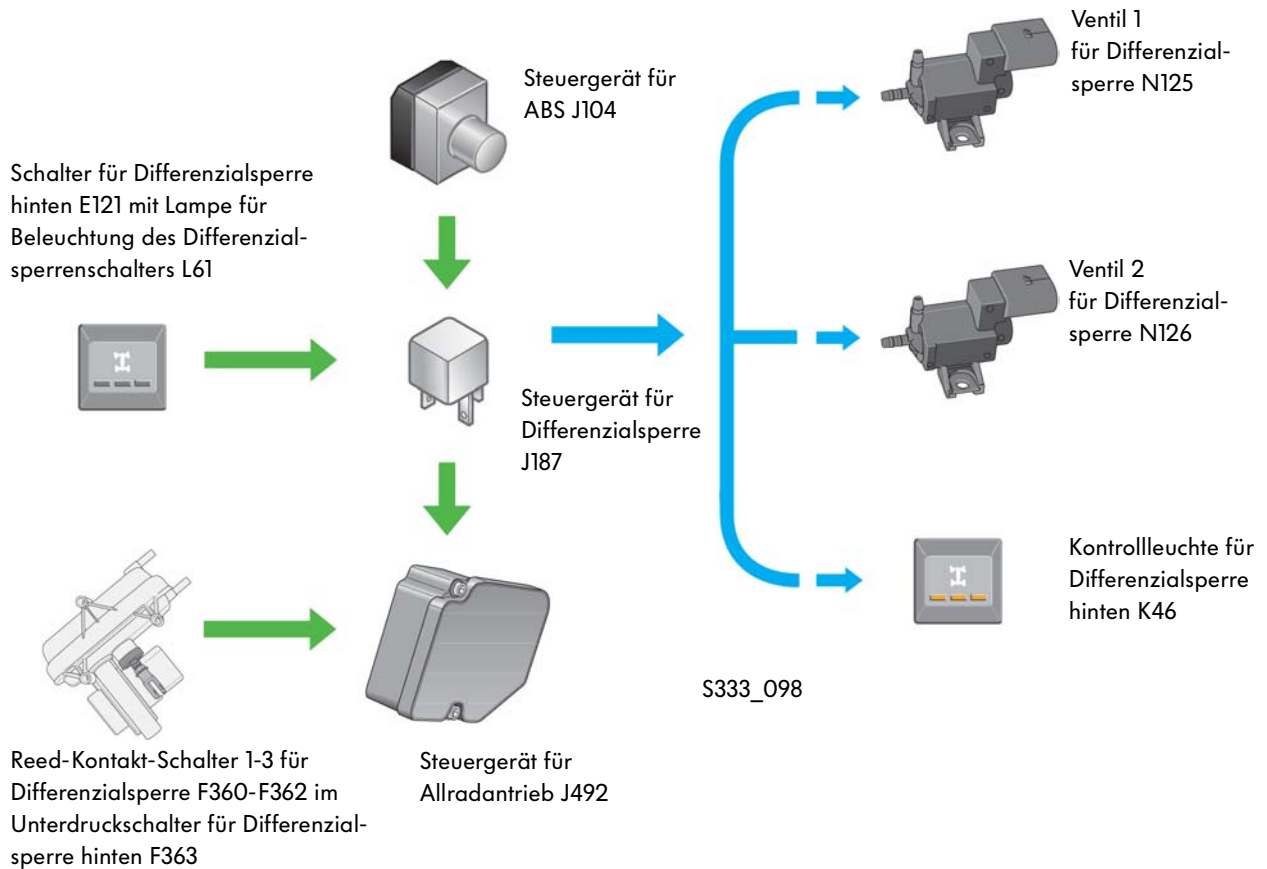 Steuergerät für
ABS J104
Ventil 1
für Differenzial-
sperre N125
Schalter für Differenzialsperre
hinten E121 mit Lampe für
Beleuchtung des Differenzial-
sperrenschalters L61
Ventil 2
für Differenzial-
sperre N126
Steuergerät für
Differenzialsperre
J187
Kontrollleuchte für
Differenzialsperre
hinten K46
S333_098
Reed-Kontakt-Schalter 1-3 für
Differenzialsperre F360-F362 im
Unterdruckschalter für Differenzial-
sperre hinten F363
Steuergerät für
Allradantrieb J492